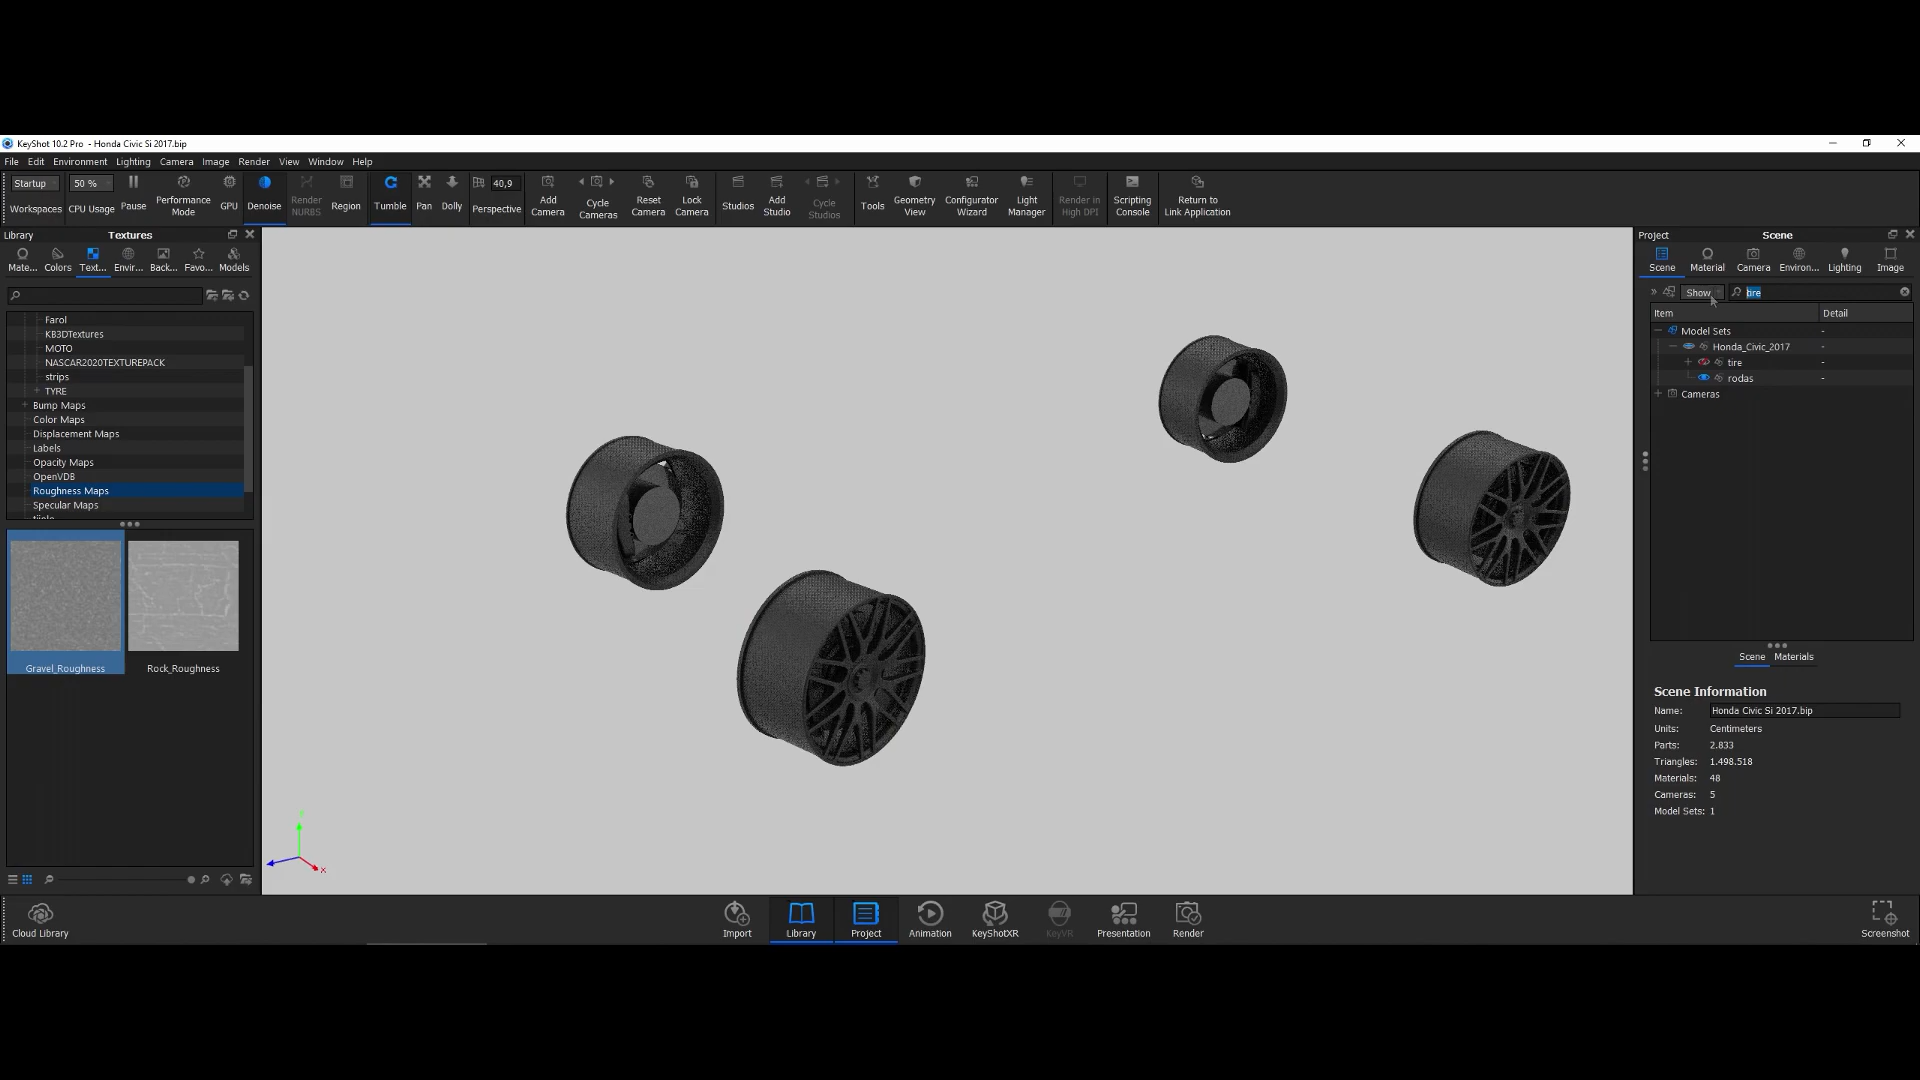 KeyShot 10.2 Pro - Honda Civic Si 2017.bip
File Edit Environment Lighting Camera Image Render View Window Help
Startup
Workspaces
50 %
CPU Usage
Pause
Performance
Mode
GPU
Denoise
Render
NURBS
Region
Tumble
Pan
Dolly
40,9
Perspective
Add
Camera
Cycle
Cameras
Reset
Camera
Lock
Camera
Studios
Add
Studio
Cycle
Studios
Tools
Geometry
View
Configurator
Wizard
Light
Manager
Render in
High DPI
Scripting
Console
Return to
Link Application
Library
Textures
Mate... Colors Text... Envir... Back... Favo... Models
Farol
KB3DTextures
MOTO
NASCAR2020TEXTUREPACK
strips
TYRE
Bump Maps
Color Maps
Displacement Maps
Labels
Opacity Maps
OpenVDB
Roughness Maps
Specular Maps
Gravel_Roughness
Rock_Roughness
X
Project
Scene
Scene Material Camera Environ... Lighting Image
Show
tire
Item Detail
Model Sets -
Honda_Civic_2017 -
tire -
rodas -
Cameras -
Scene Materials
Scene Information
Name: Honda Civic Si 2017.bip
Units: Centimeters
Parts: 2.833
Triangles: 1.498.518
Materials: 48
Cameras: 5
Model Sets: 1
Cloud Library
Import
Library
Project
Animation
KeyShotXR
KeyVR
Presentation
Render
Screenshot